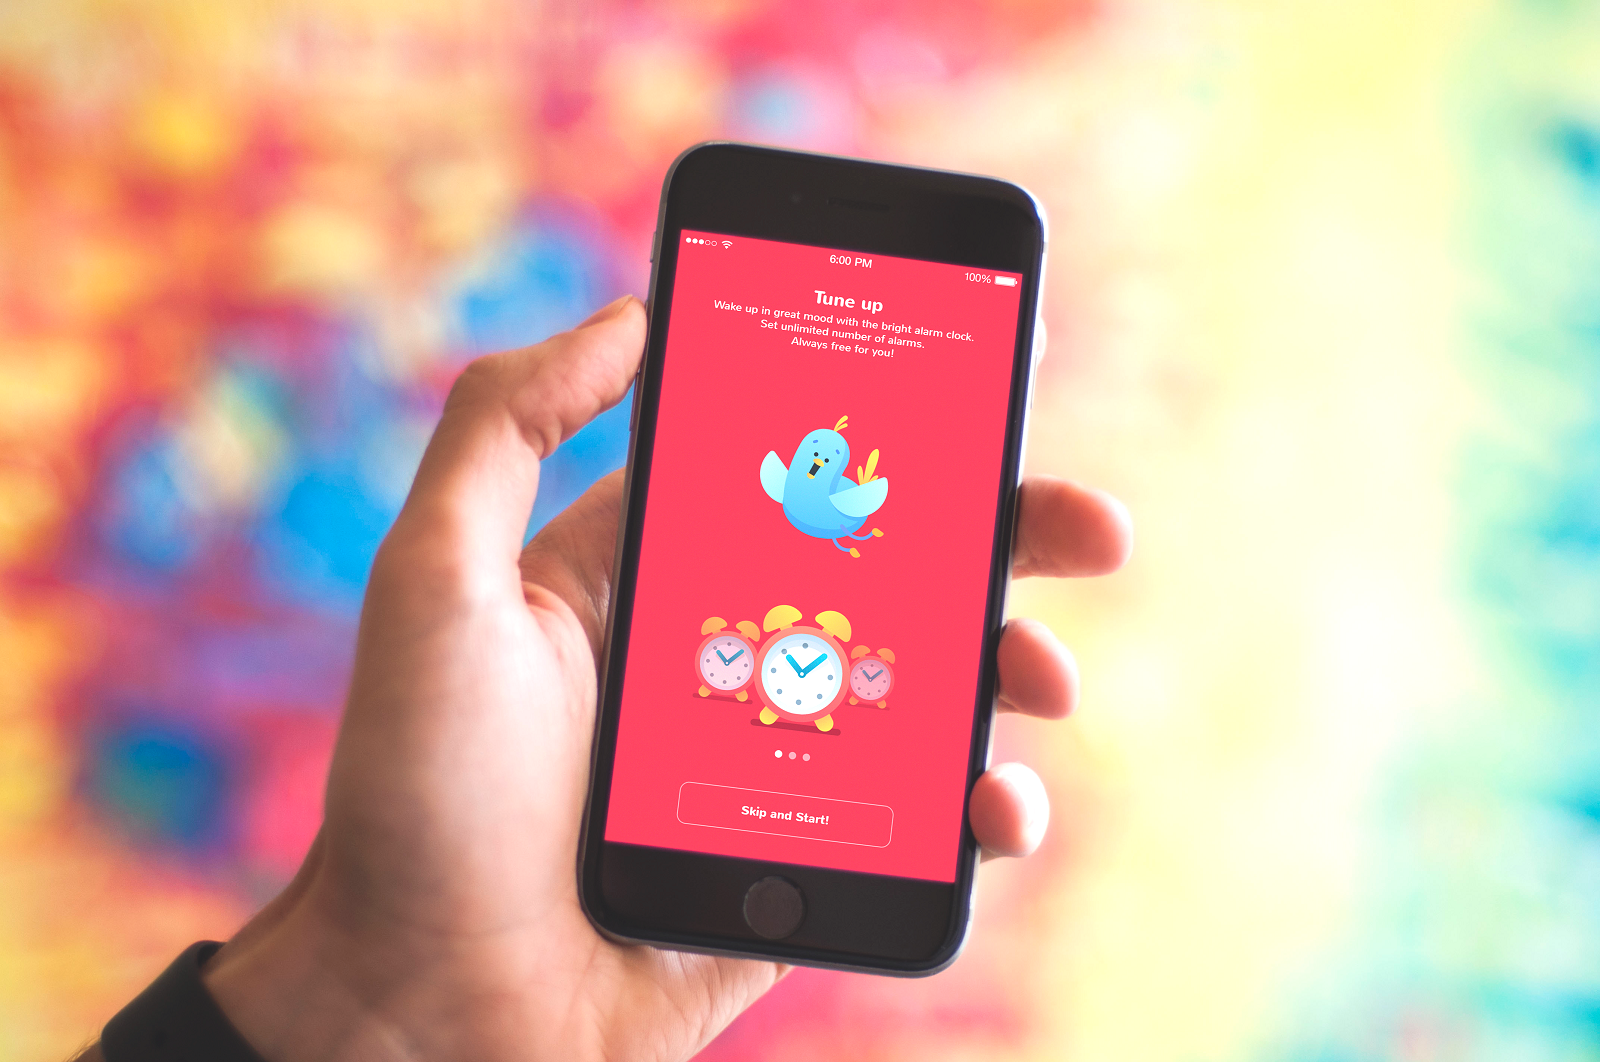 6:00 PM
100%
Tune up
Wake up in great mood with the bright alarm clock.
Set unlimited number of alarms.
Always free for you!
Skip and Start!